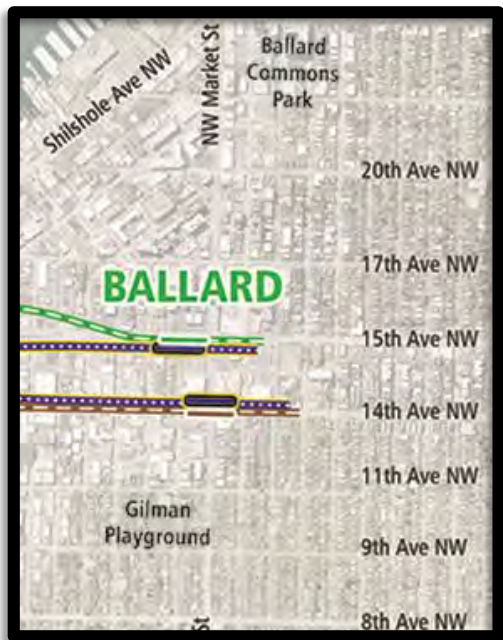 Shilshole Ave NW
NW Market St
Ballard
Commons
Park
20th Ave NW
17th Ave NW
BALLARD
15th Ave NW
14th Ave NW
11th Ave NW
Gilman
Playground
9th Ave NW
St
8th Ave NW